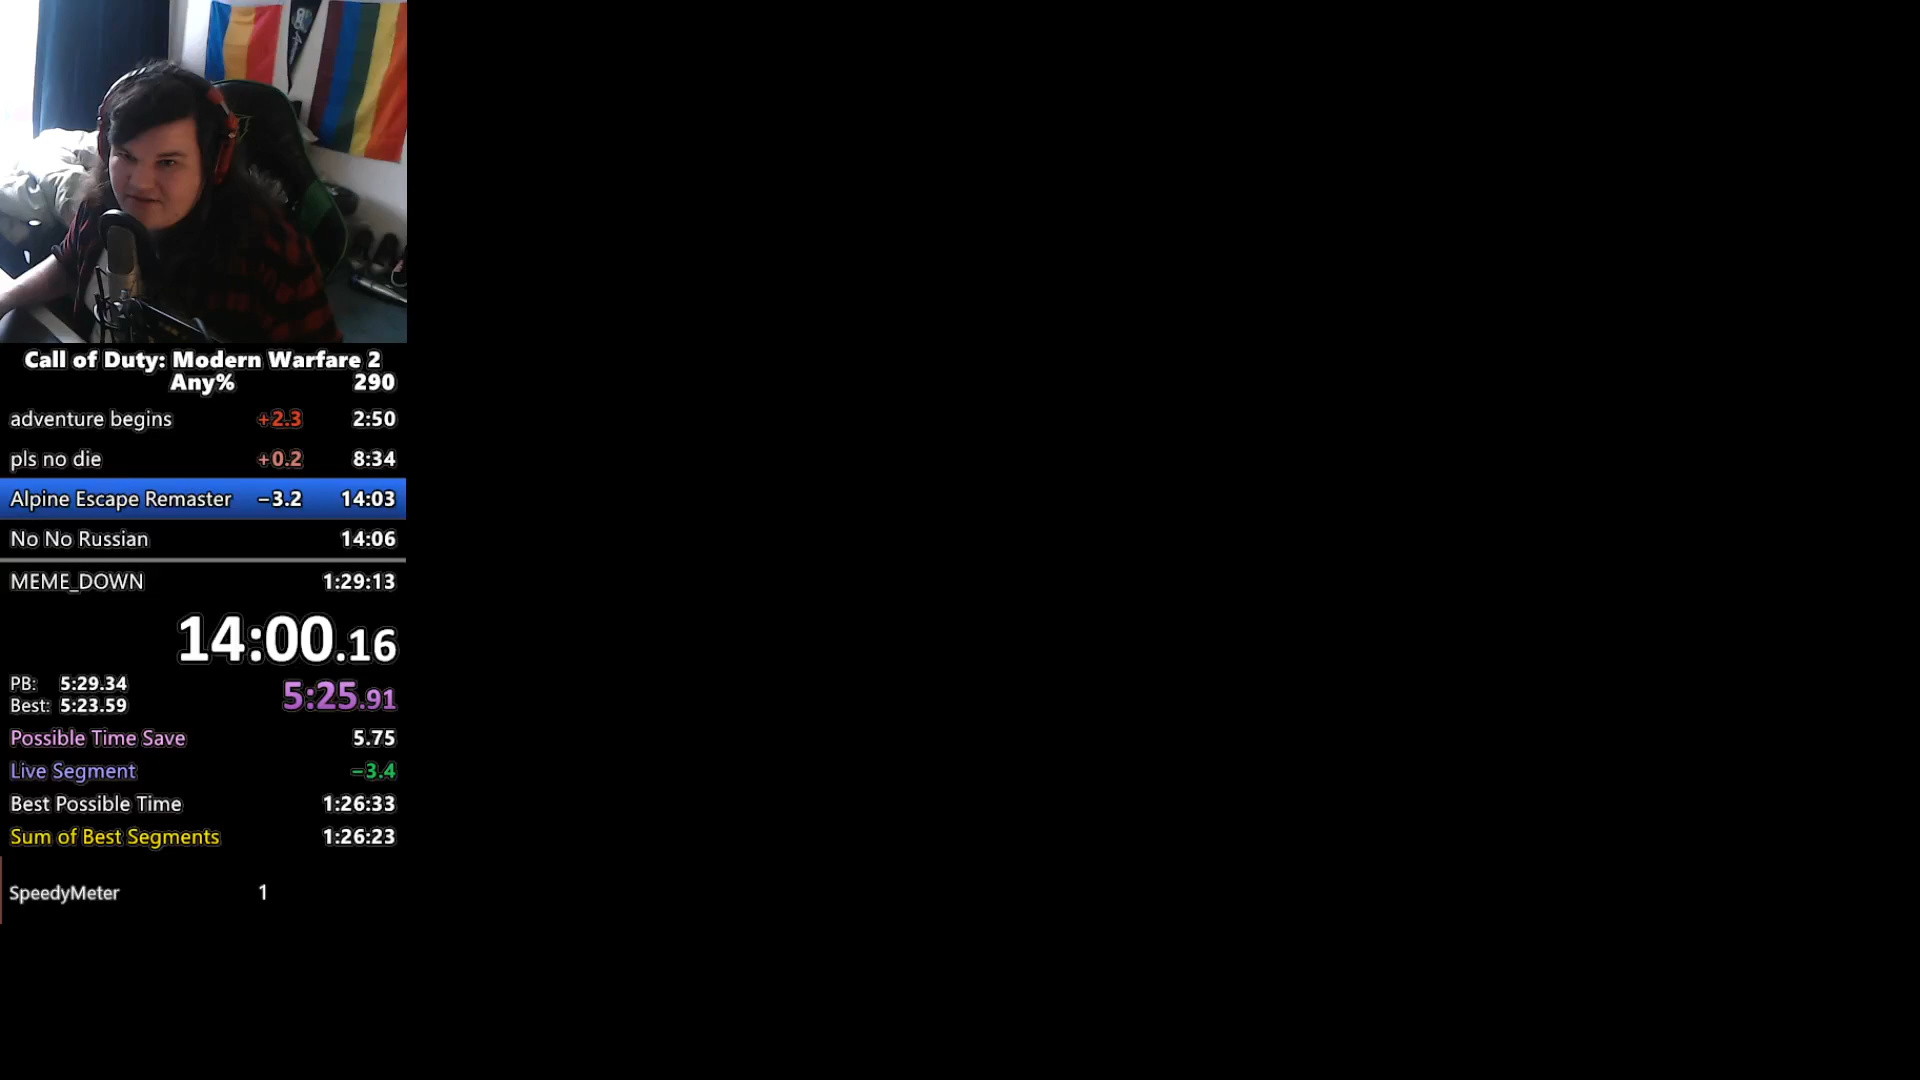 Call of Duty: Modern Warfare 2
Any% 290
adventure begins +2.3 2:50
pls no die +0.2 8:34
Alpine Escape Remaster −3.2 14:03
No No Russian 14:06
MEME_DOWN 1:29:13
14:00.16
PB: 5:29.34
Best: 5:23.59
5:25.91
Possible Time Save 5.75
Live Segment −3.4
Best Possible Time 1:26:33
Sum of Best Segments 1:26:23
SpeedyMeter 1